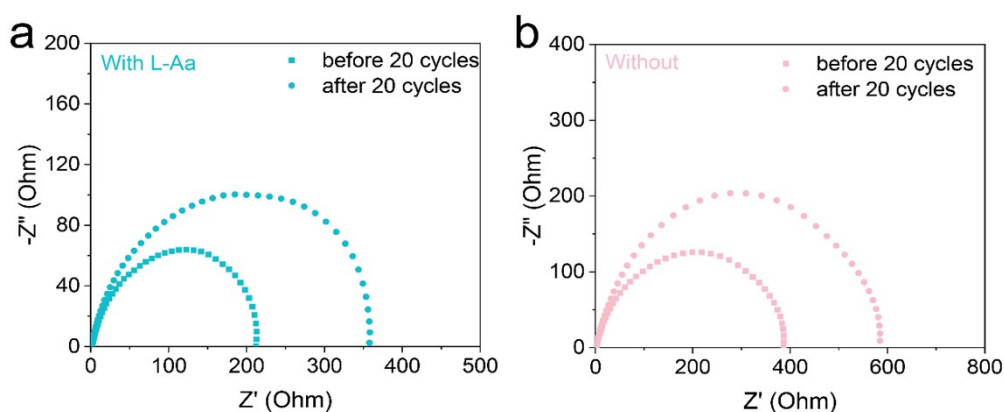 a
With L-Aa
before 20 cycles
after 20 cycles
200
160
120
80
40
0
-Z" (Ohm)
0 100 200 300 400 500
Z' (Ohm)
b
Without
before 20 cycles
after 20 cycles
400
300
200
100
0
-Z" (Ohm)
0 200 400 600 800
Z' (Ohm)